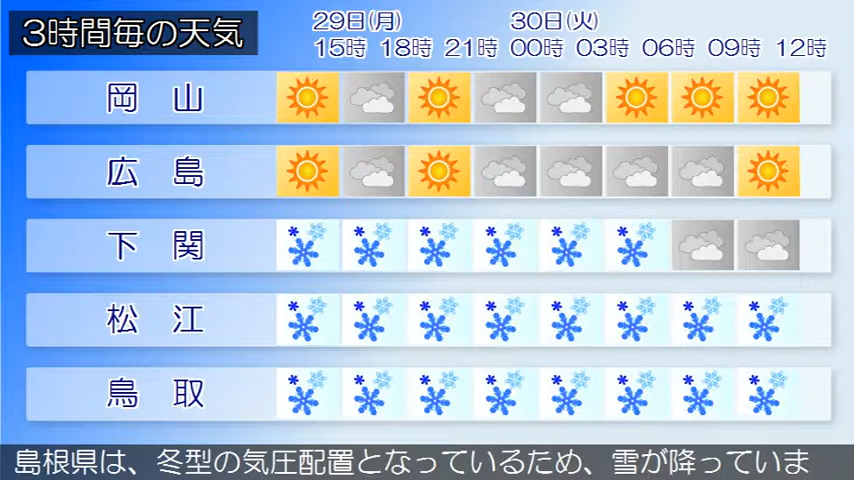 3時間毎の天気
29日(月) 30日(火)
15時 18時 21時 00時 03時 06時 09時 12時
岡 山
広 島
下 関
松 江
鳥 取
島根県は、冬型の気圧配置となっているため、雪が降っていま